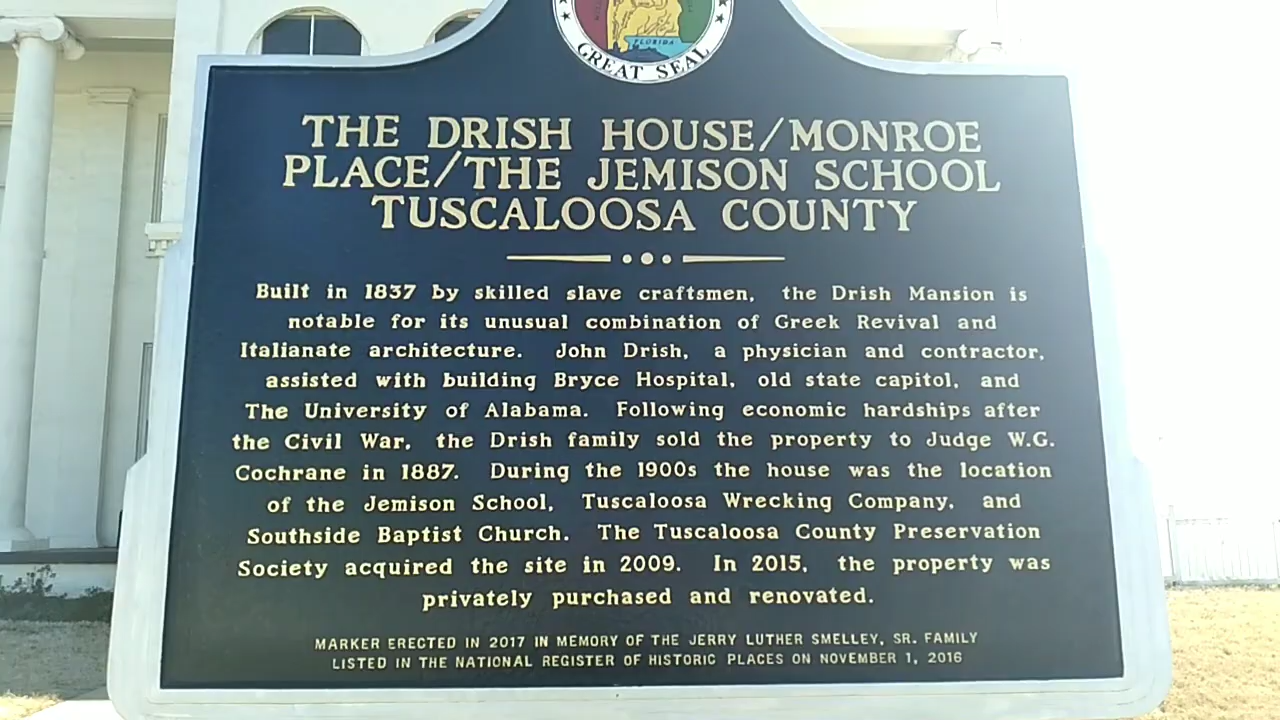 FLORIDA
GREAT SEAL
THE DRISH HOUSE/MONROE
PLACE/THE JEMISON SCHOOL
TUSCALOOSA COUNTY
Built in 1837 by skilled slave craftsmen, the Drish Mansion is
notable for its unusual combination of Greek Revival and
Italianate architecture. John Drish, a physician and contractor,
assisted with building Bryce Hospital, old state capitol, and
The University of Alabama. Following economic hardships after
the Civil War, the Drish family sold the property to Judge W.G.
Cochrane in 1887. During the 1900s the house was the location
of the Jemison School, Tuscaloosa Wrecking Company, and
Southside Baptist Church. The Tuscaloosa County Preservation
Society acquired the site in 2009. In 2015, the property was
privately purchased and renovated.
MARKER ERECTED IN 2017 IN MEMORY OF THE JERRY LUTHER SMELLEY, SR. FAMILY
LISTED IN THE NATIONAL REGISTER OF HISTORIC PLACES ON NOVEMBER 1, 2016